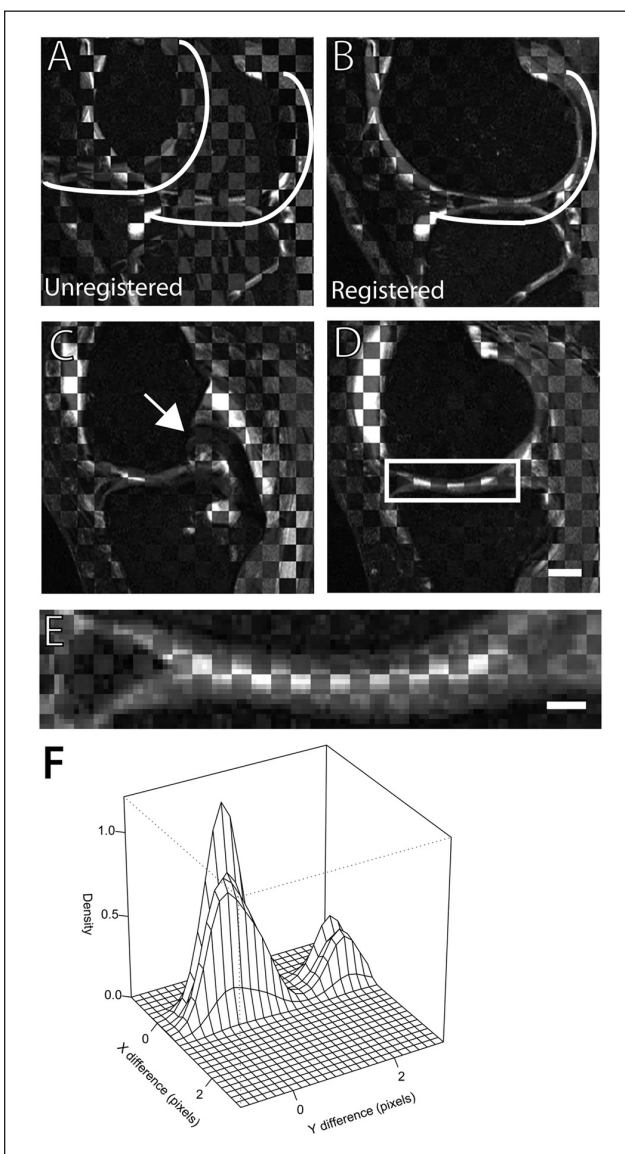 A
B
Unregistered
Registered
C
D
E
F
1.0
0.5
0.0
Density
0
2
X difference (pixels)
0
2
Y difference (pixels)